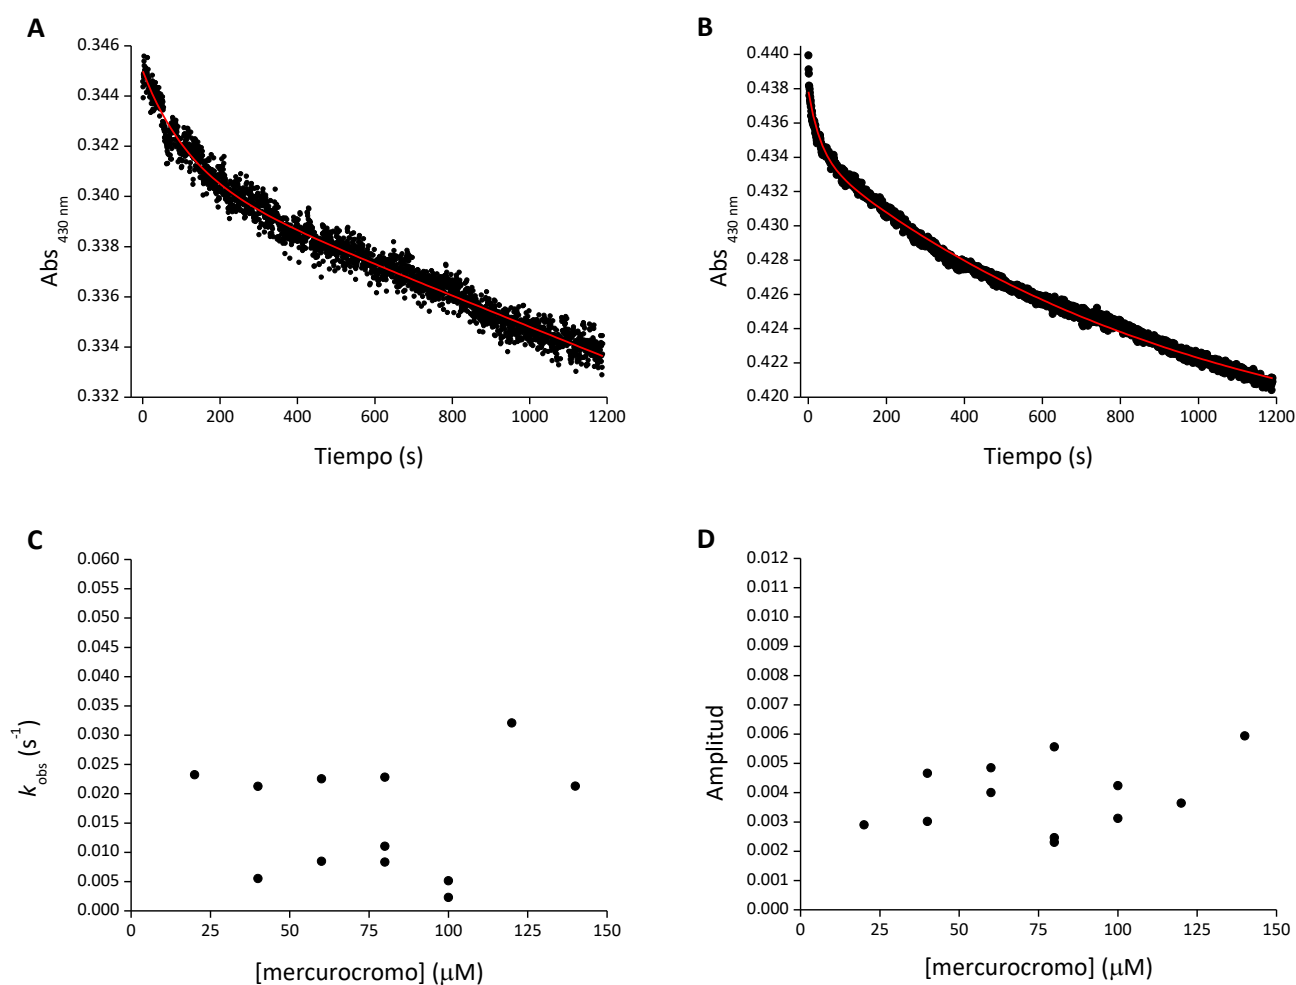 A
0.346
0.344
0.342
0.340
0.338
0.336
0.334
0.332
Abs 430 nm
0 200 400 600 800 1000 1200
Tiempo (s)
B
0.440
0.438
0.436
0.434
0.432
0.430
0.428
0.426
0.424
0.422
0.420
Abs 430 nm
0 200 400 600 800 1000 1200
Tiempo (s)
C
0.060
0.055
0.050
0.045
0.040
0.035
0.030
0.025
0.020
0.015
0.010
0.005
0.000
kobs (s-1)
0 25 50 75 100 125 150
[mercurocromo] (μM)
D
0.012
0.011
0.010
0.009
0.008
0.007
0.006
0.005
0.004
0.003
0.002
0.001
0.000
Amplitud
0 25 50 75 100 125 150
[mercurocromo] (μM)